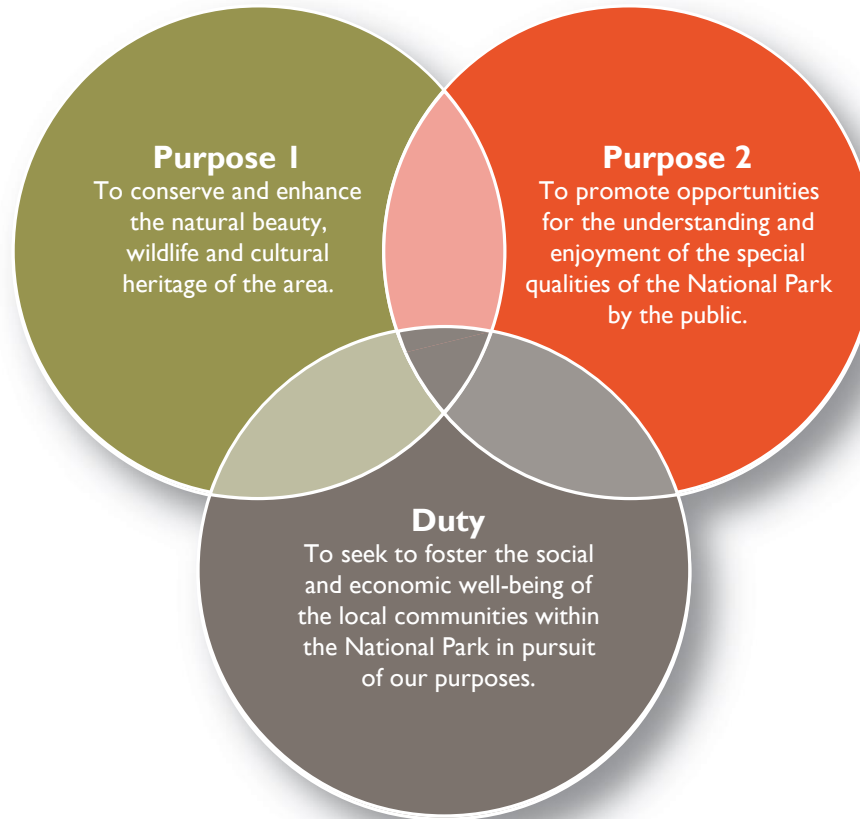 Purpose 1
To conserve and enhance
the natural beauty,
wildlife and cultural
heritage of the area.
Purpose 2
To promote opportunities
for the understanding and
enjoyment of the special
qualities of the National Park
by the public.
Duty
To seek to foster the social
and economic well-being of
the local communities within
the National Park in pursuit
of our purposes.